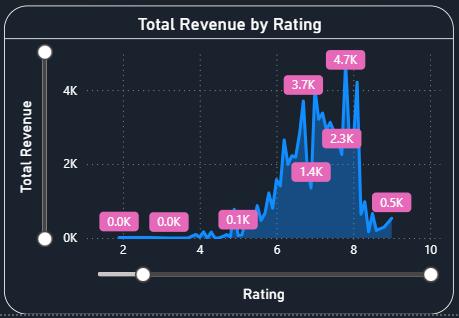 Total Revenue by Rating
4.7K
3.7K
4K
2.3K
2K
1.4K
0.5K
0.0K 0.0K 0.1K
0K
2 4 6 8 10
Total Revenue
Rating